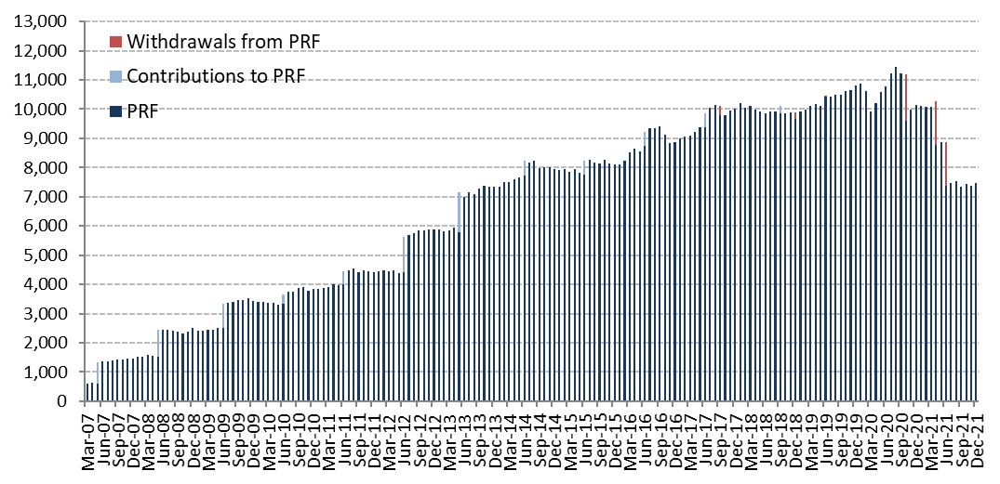 13,000
12,000
11,000
10,000
9,000
8,000
7,000
6,000
5,000
4,000
3,000
2,000
1,000
0
Withdrawals from PRF
Contributions to PRF
PRF
Mar-07
Jun-07
Sep-07
Dec-07
Mar-08
Jun-08
Sep-08
Dec-08
Mar-09
Jun-09
Sep-09
Dec-09
Mar-10
Jun-10
Sep-10
Dec-10
Mar-11
Jun-11
Sep-11
Dec-11
Mar-12
Jun-12
Sep-12
Dec-12
Mar-13
Jun-13
Sep-13
Dec-13
Mar-14
Jun-14
Sep-14
Dec-14
Mar-15
Jun-15
Sep-15
Dec-15
Mar-16
Jun-16
Sep-16
Dec-16
Mar-17
Jun-17
Sep-17
Dec-17
Mar-18
Jun-18
Sep-18
Dec-18
Mar-19
Jun-19
Sep-19
Dec-19
Mar-20
Jun-20
Sep-20
Dec-20
Mar-21
Jun-21
Sep-21
Dec-21